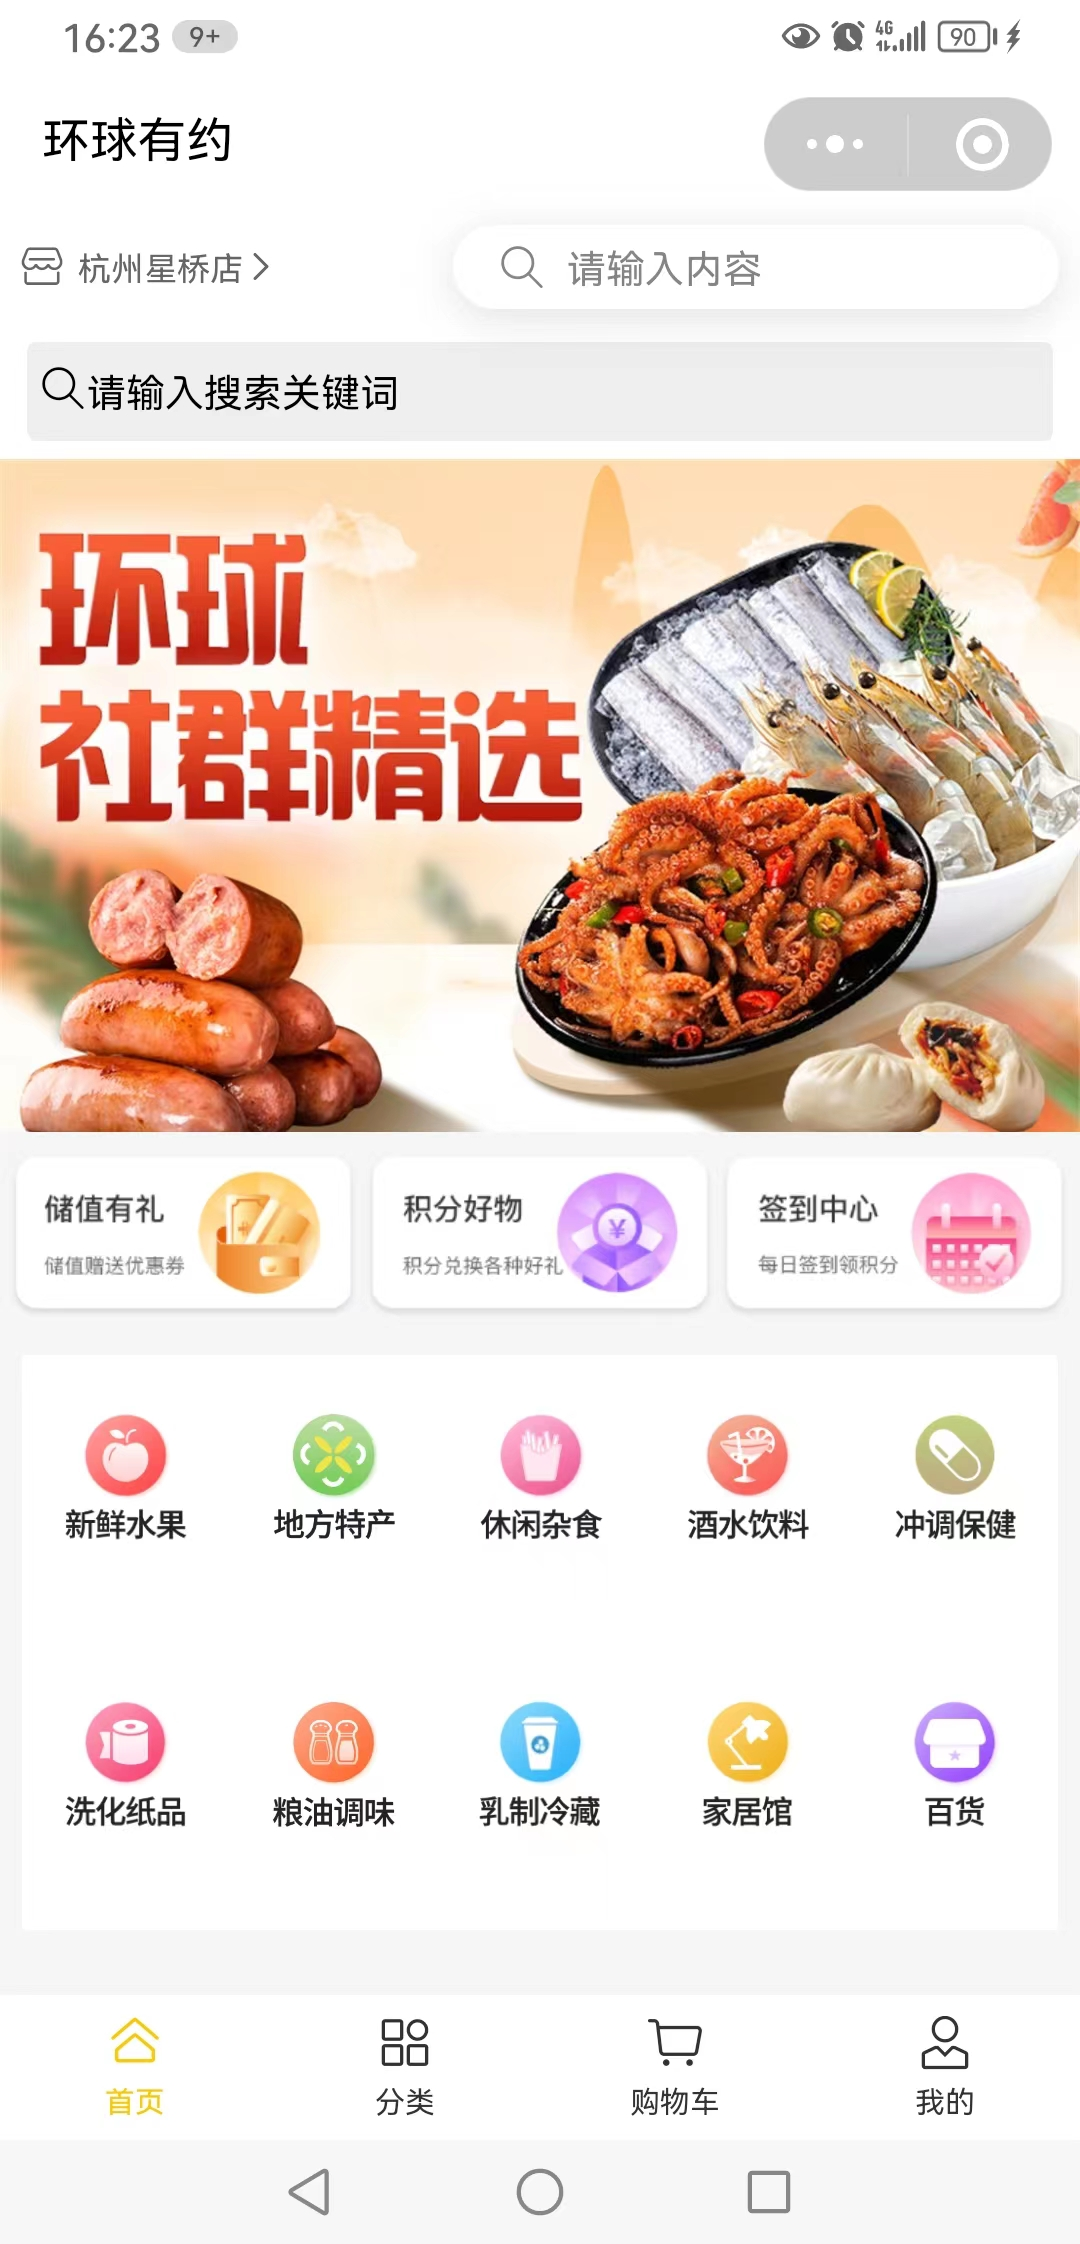 16:23 9+ 4G 90
环球有约
杭州星桥店
请输入内容
请输入搜索关键词
环球
社群精选
储值有礼
储值赠送优惠券
积分好物
积分兑换各种好礼
签到中心
每日签到领积分
新鲜水果 地方特产 休闲杂食 酒水饮料 冲调保健
洗化纸品 粮油调味 乳制冷藏 家居馆 百货
首页 分类 购物车 我的